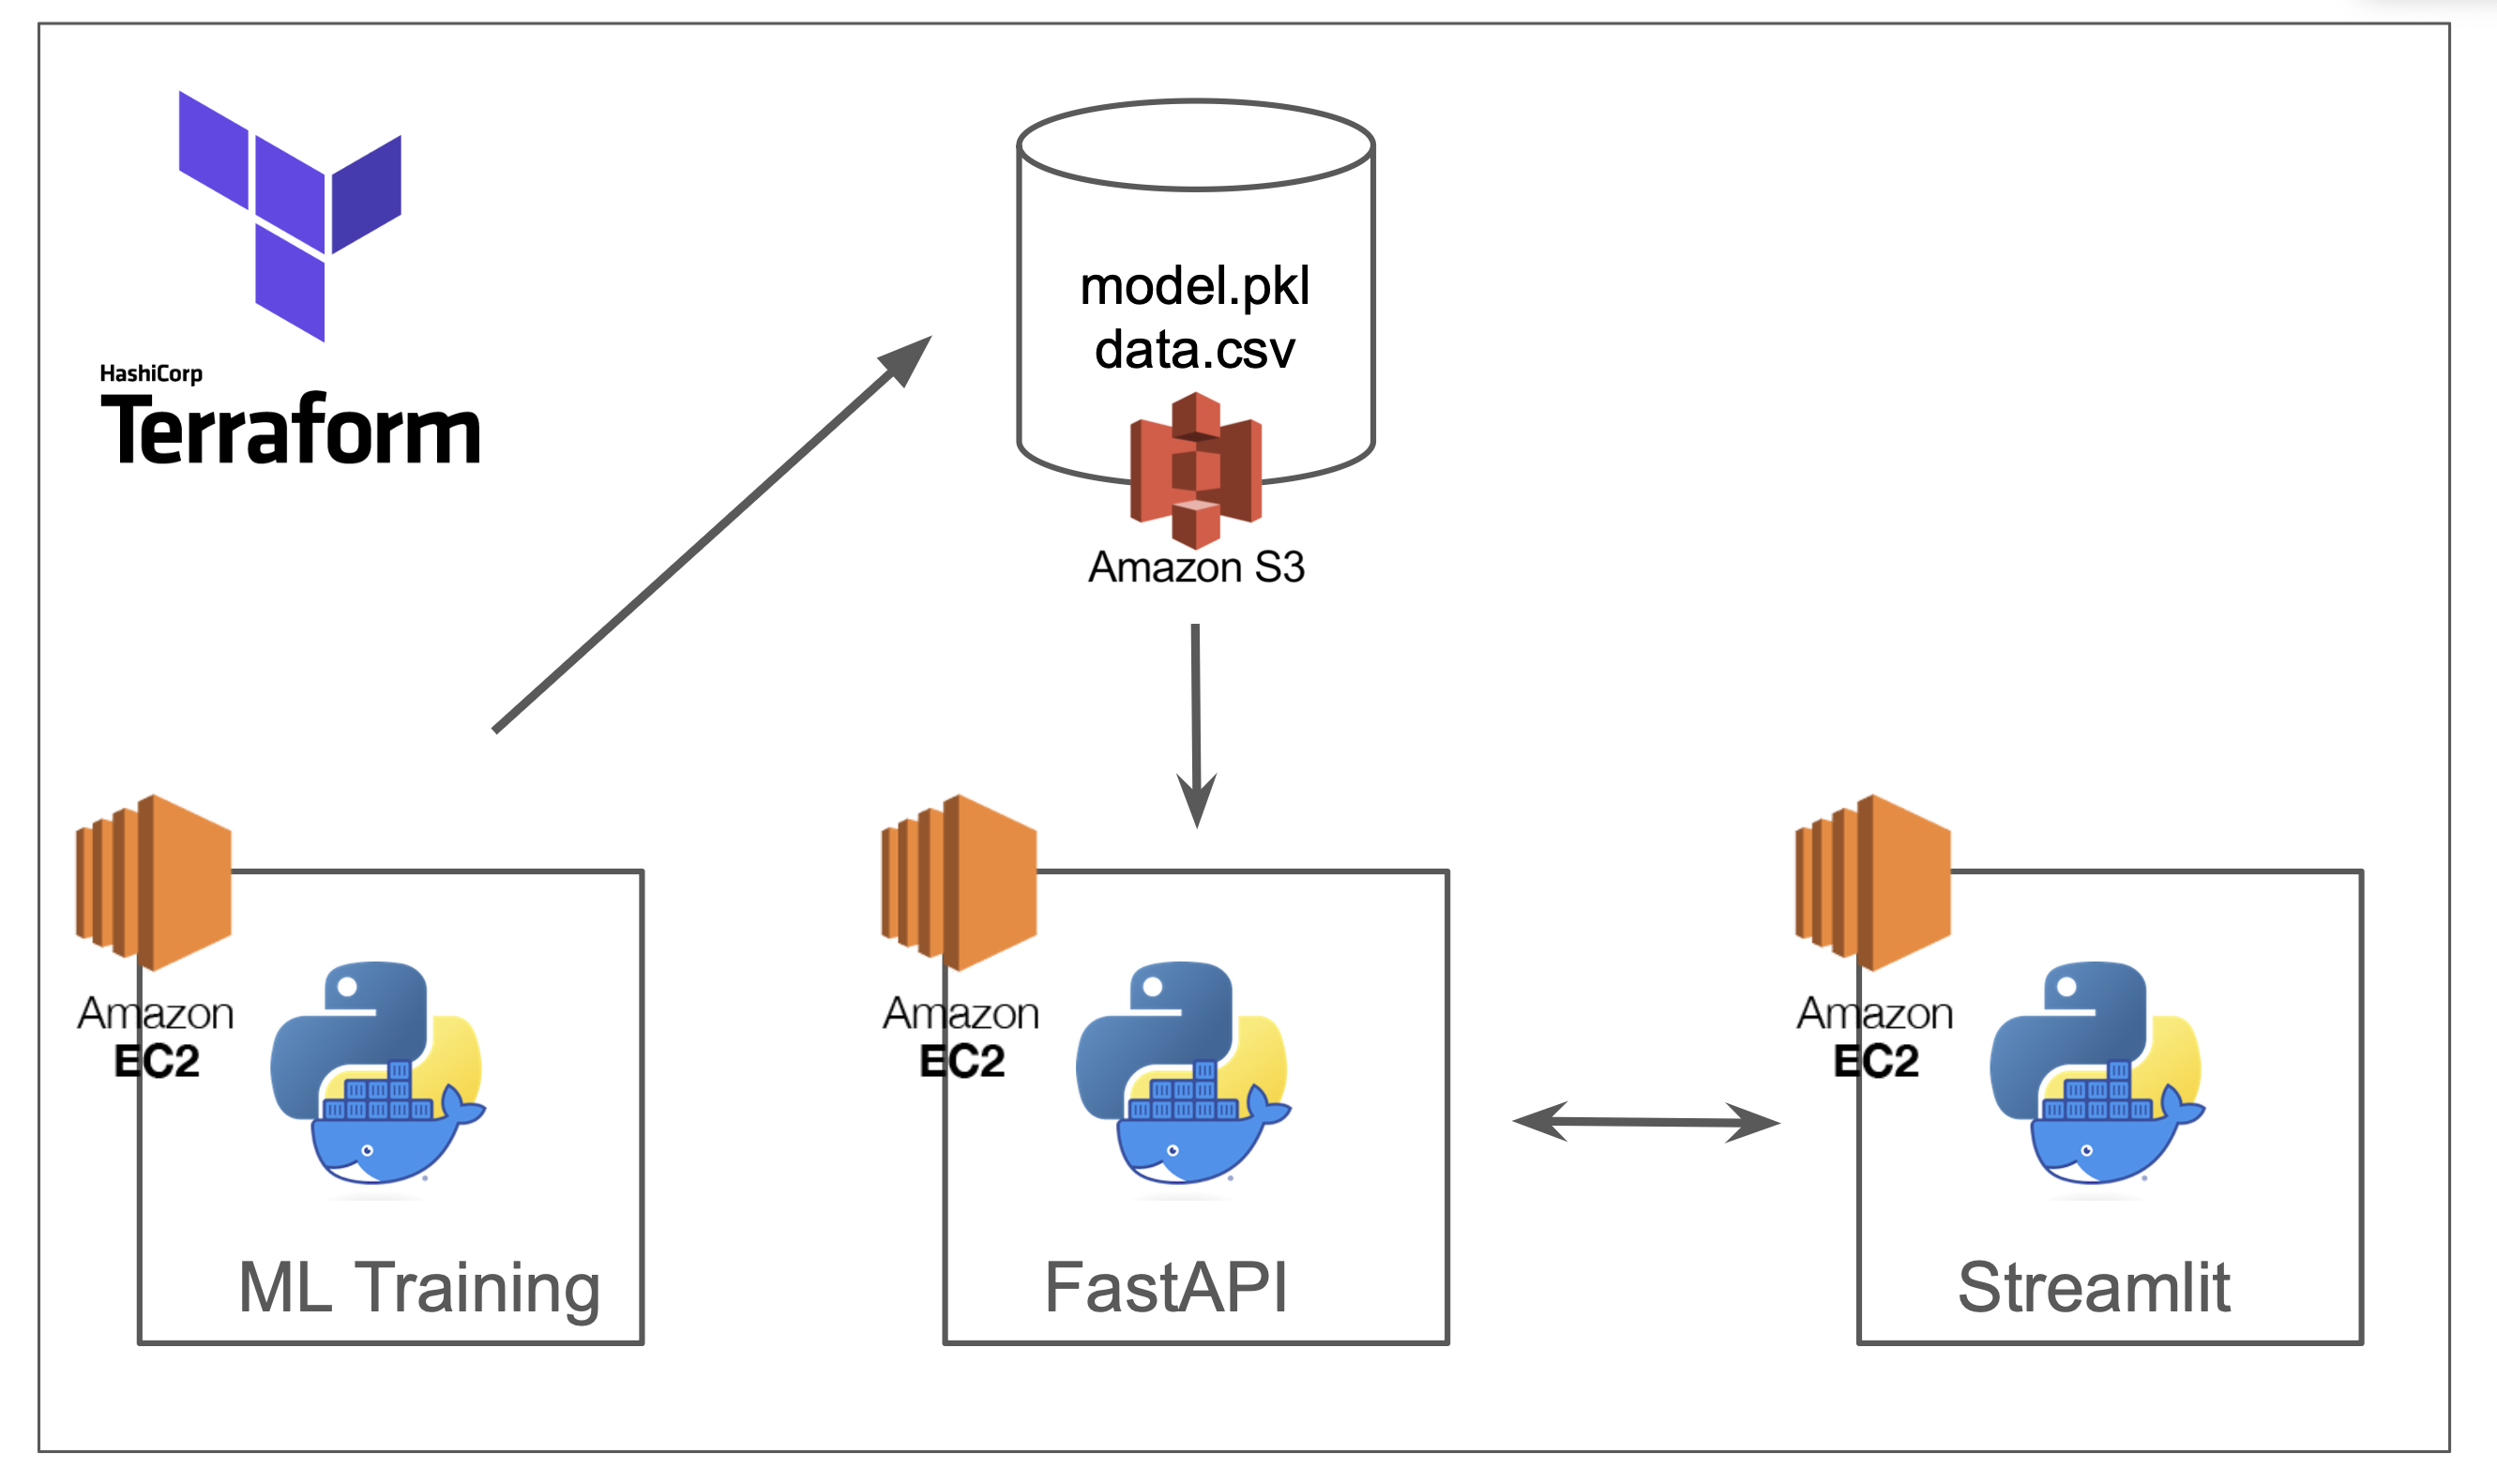 HashiCorp
Terraform
model.pkl
data.csv
Amazon S3
Amazon
EC2
ML Training
Amazon
EC2
FastAPI
Amazon
EC2
Streamlit